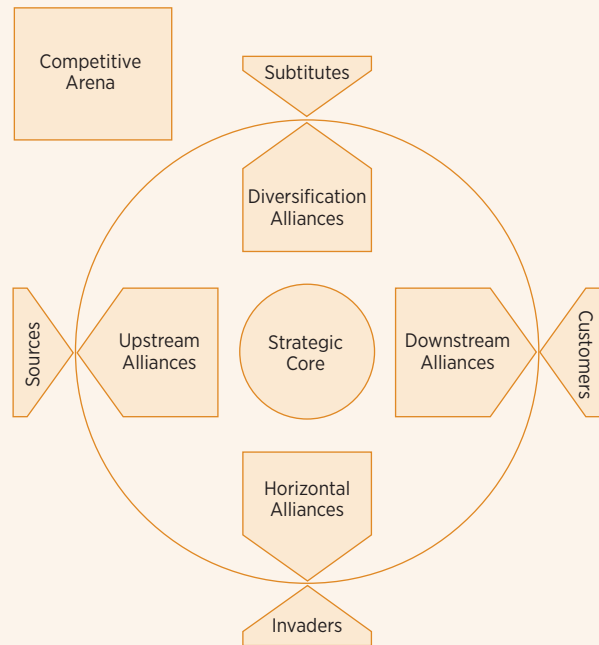 Competitive
Arena
Subtitutes
Diversification
Alliances
Sources
Upstream
Alliances
Strategic
Core
Downstream
Alliances
Customers
Horizontal
Alliances
Invaders